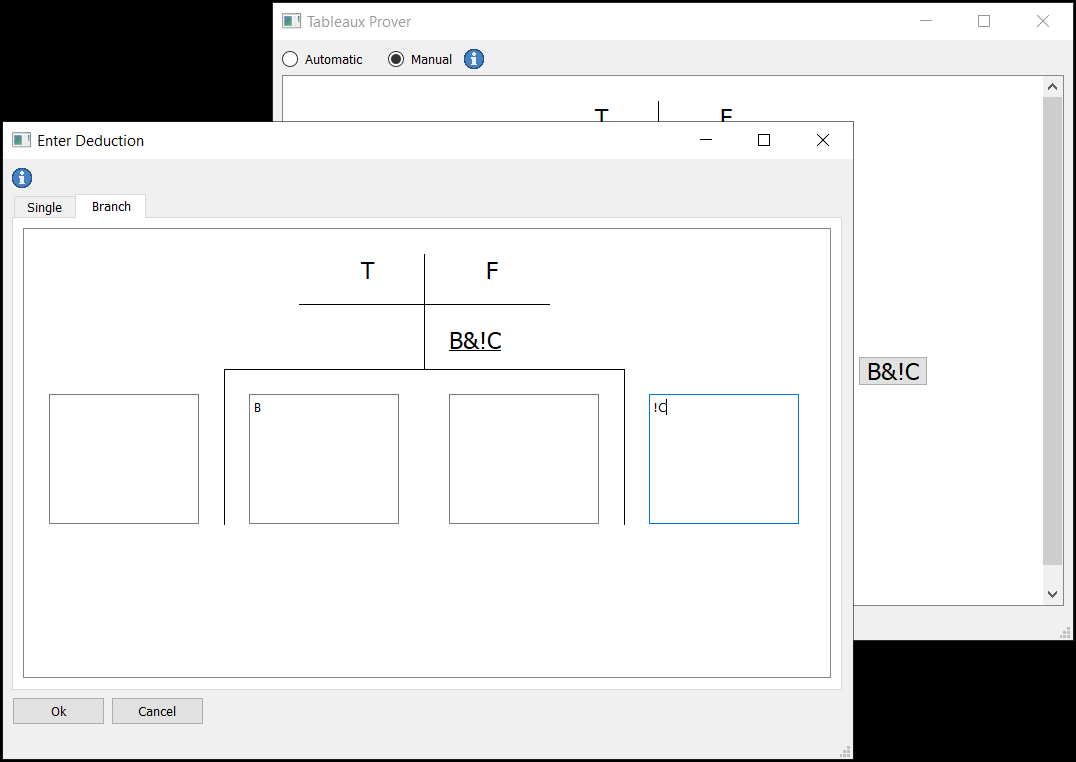 Tableaux Prover
Automatic Manual
T F
Enter Deduction
Single Branch
T F
B&!C
B&!C
B !C
Ok Cancel